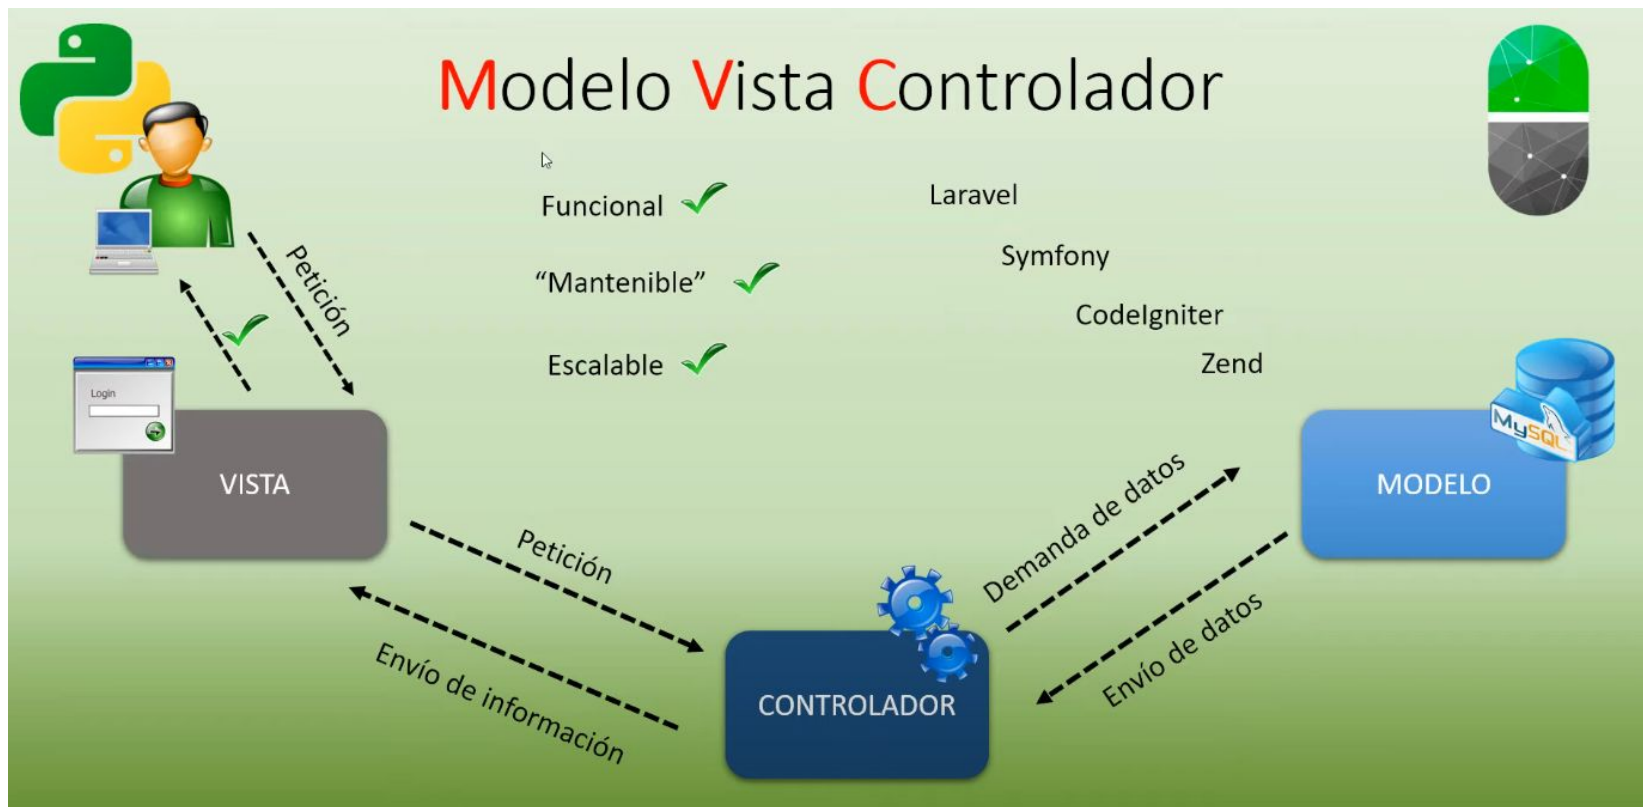 Modelo Vista Controlador
Funcional
Laravel
Symfony
“Mantenible”
CodeIgniter
Escalable
Zend
Petición
Login
VISTA
MySQL
MODELO
Petición
Demanda de datos
Envío de información
CONTROLADOR
Envío de datos